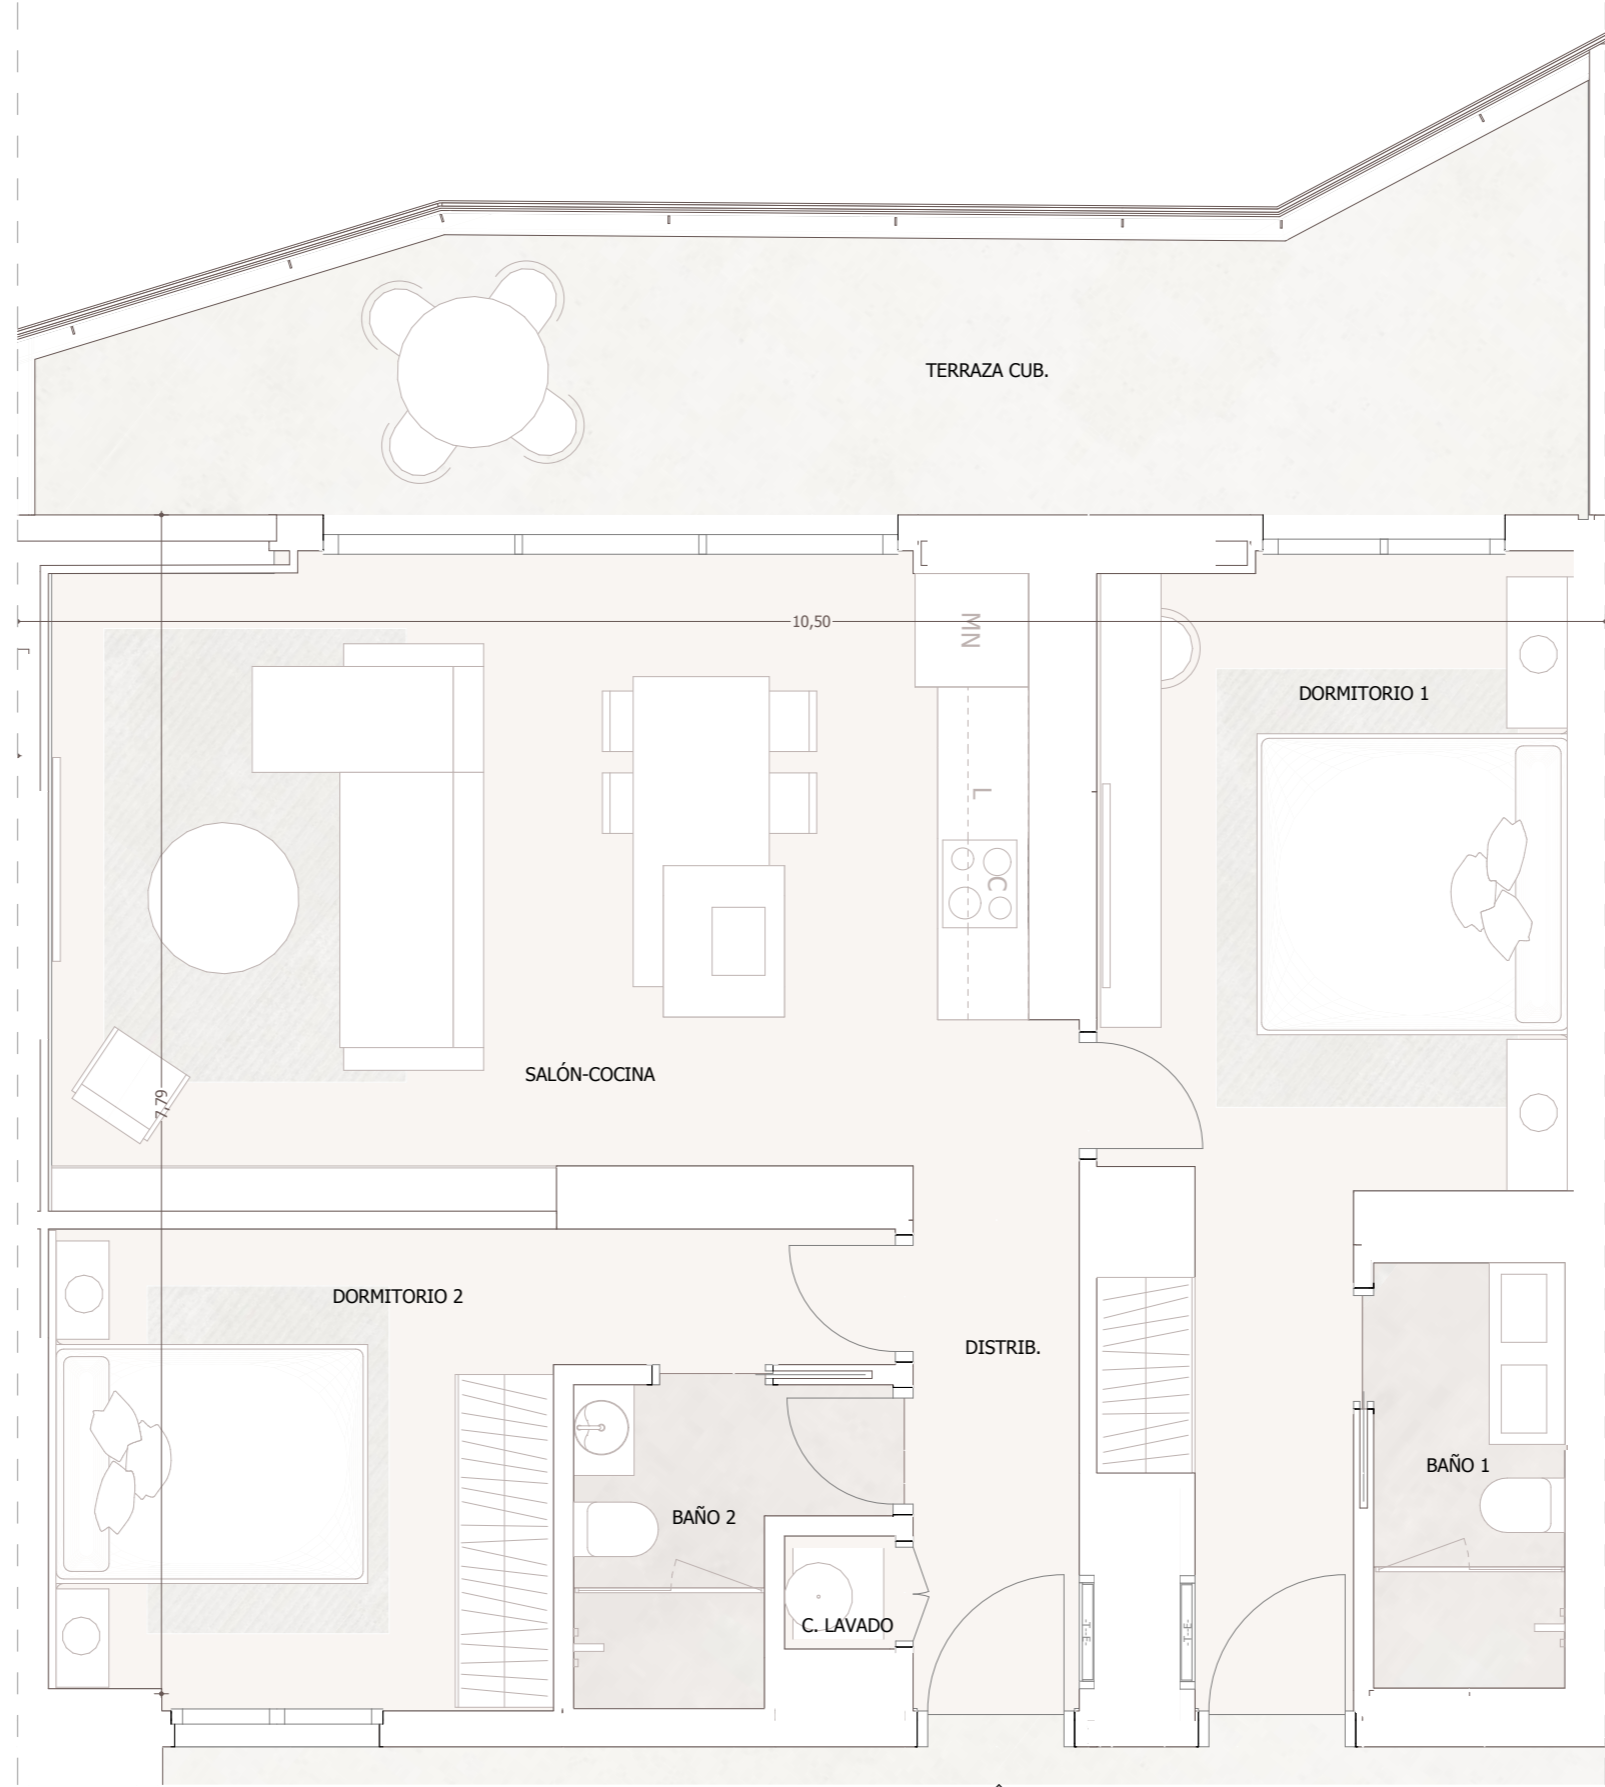 TERRAZA CUB.
10,50
MN
DORMITORIO 1
L
C
SALÓN-COCINA
7,79
DORMITORIO 2
DISTRIB.
BAÑO 1
BAÑO 2
C. LAVADO
-T-E-
-T-E-